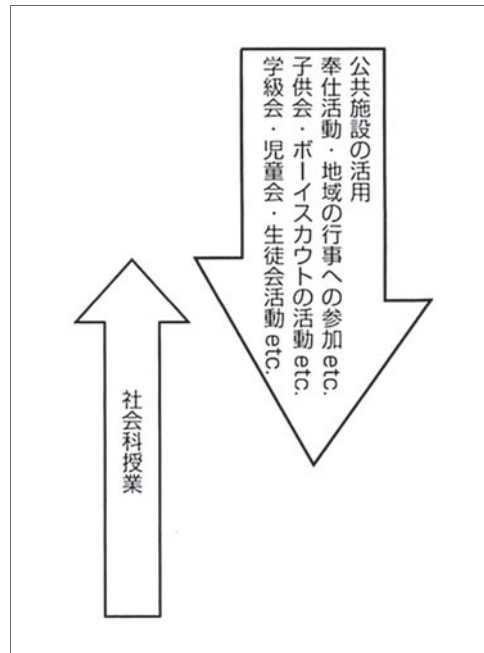 公共施設の活用
奉仕活動・地域の行事への参加 etc.
子供会・ボーイスカウトの活動 etc.
学級会・児童会・生徒会活動 etc.
社会科授業